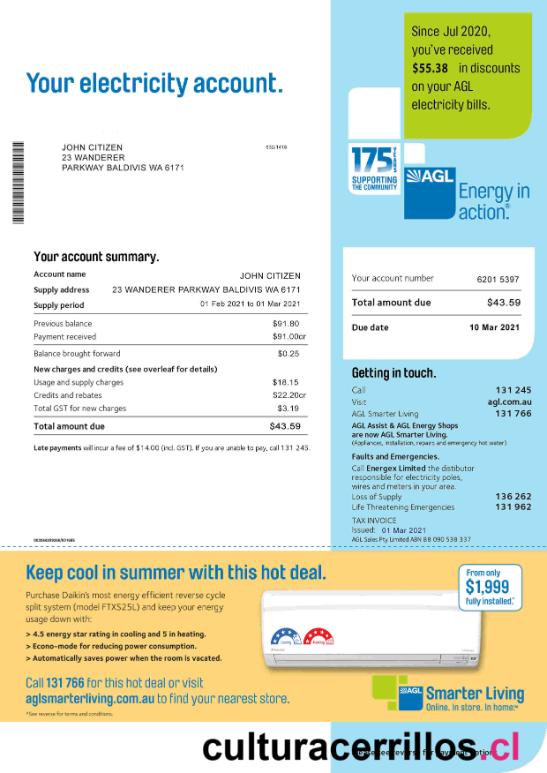 Since Jul 2020,
you've received
$55.38 in discounts
on your AGL
electricity bills.
Your electricity account.
JOHN CITIZEN
23 WANDERER
PARKWAY BALDIVIS WA 6171
175 YEARS
SUPPORTING
THE COMMUNITY
AGL
Energy in
action.®
Your account summary.
Account name JOHN CITIZEN
Supply address 23 WANDERER PARKWAY BALDIVIS WA 6171
Supply period 01 Feb 2021 to 01 Mar 2021
Previous balance $91.80
Payment received $91.00cr
Balance brought forward $0.25
New charges and credits (see overleaf for details)
Usage and supply charges $18.15
Credits and rebates $22.20cr
Total GST for new charges $3.19
Total amount due $43.59
Late payments will incur a fee of $14.00 (incl. GST). If you are unable to pay, call 131 245.
Your account number 6201 5397
Total amount due $43.59
Due date 10 Mar 2021
Getting in touch.
Call 131 245
Visit agl.com.au
AGL Smarter Living 131 766
AGL Assist & AGL Energy Shops
are now AGL Smarter Living.
(Appliances, installation, repairs and emergency hot water)
Faults and Emergencies.
Call Energex Limited the distibutor
responsible for electricity poles,
wires and meters in your area.
Loss of Supply 136 262
Life Threatening Emergencies 131 962
TAX INVOICE
Issued: 01 Mar 2021
AGL Sales Pty Limited ABN 88 090 538 337
Keep cool in summer with this hot deal.
Purchase Daikin's most energy efficient reverse cycle
split system (model FTXS25L) and keep your energy
usage down with:
> 4.5 energy star rating in cooling and 5 in heating.
> Econo-mode for reducing power consumption.
> Automatically saves power when the room is vacated.
From only
$1,999
fully installed.*
Call 131 766 for this hot deal or visit
aglsmarterliving.com.au to find your nearest store.
*See reverse for terms and conditions.
AGL
Smarter Living
Online. In store. In home.™
culturacerrillos.cl